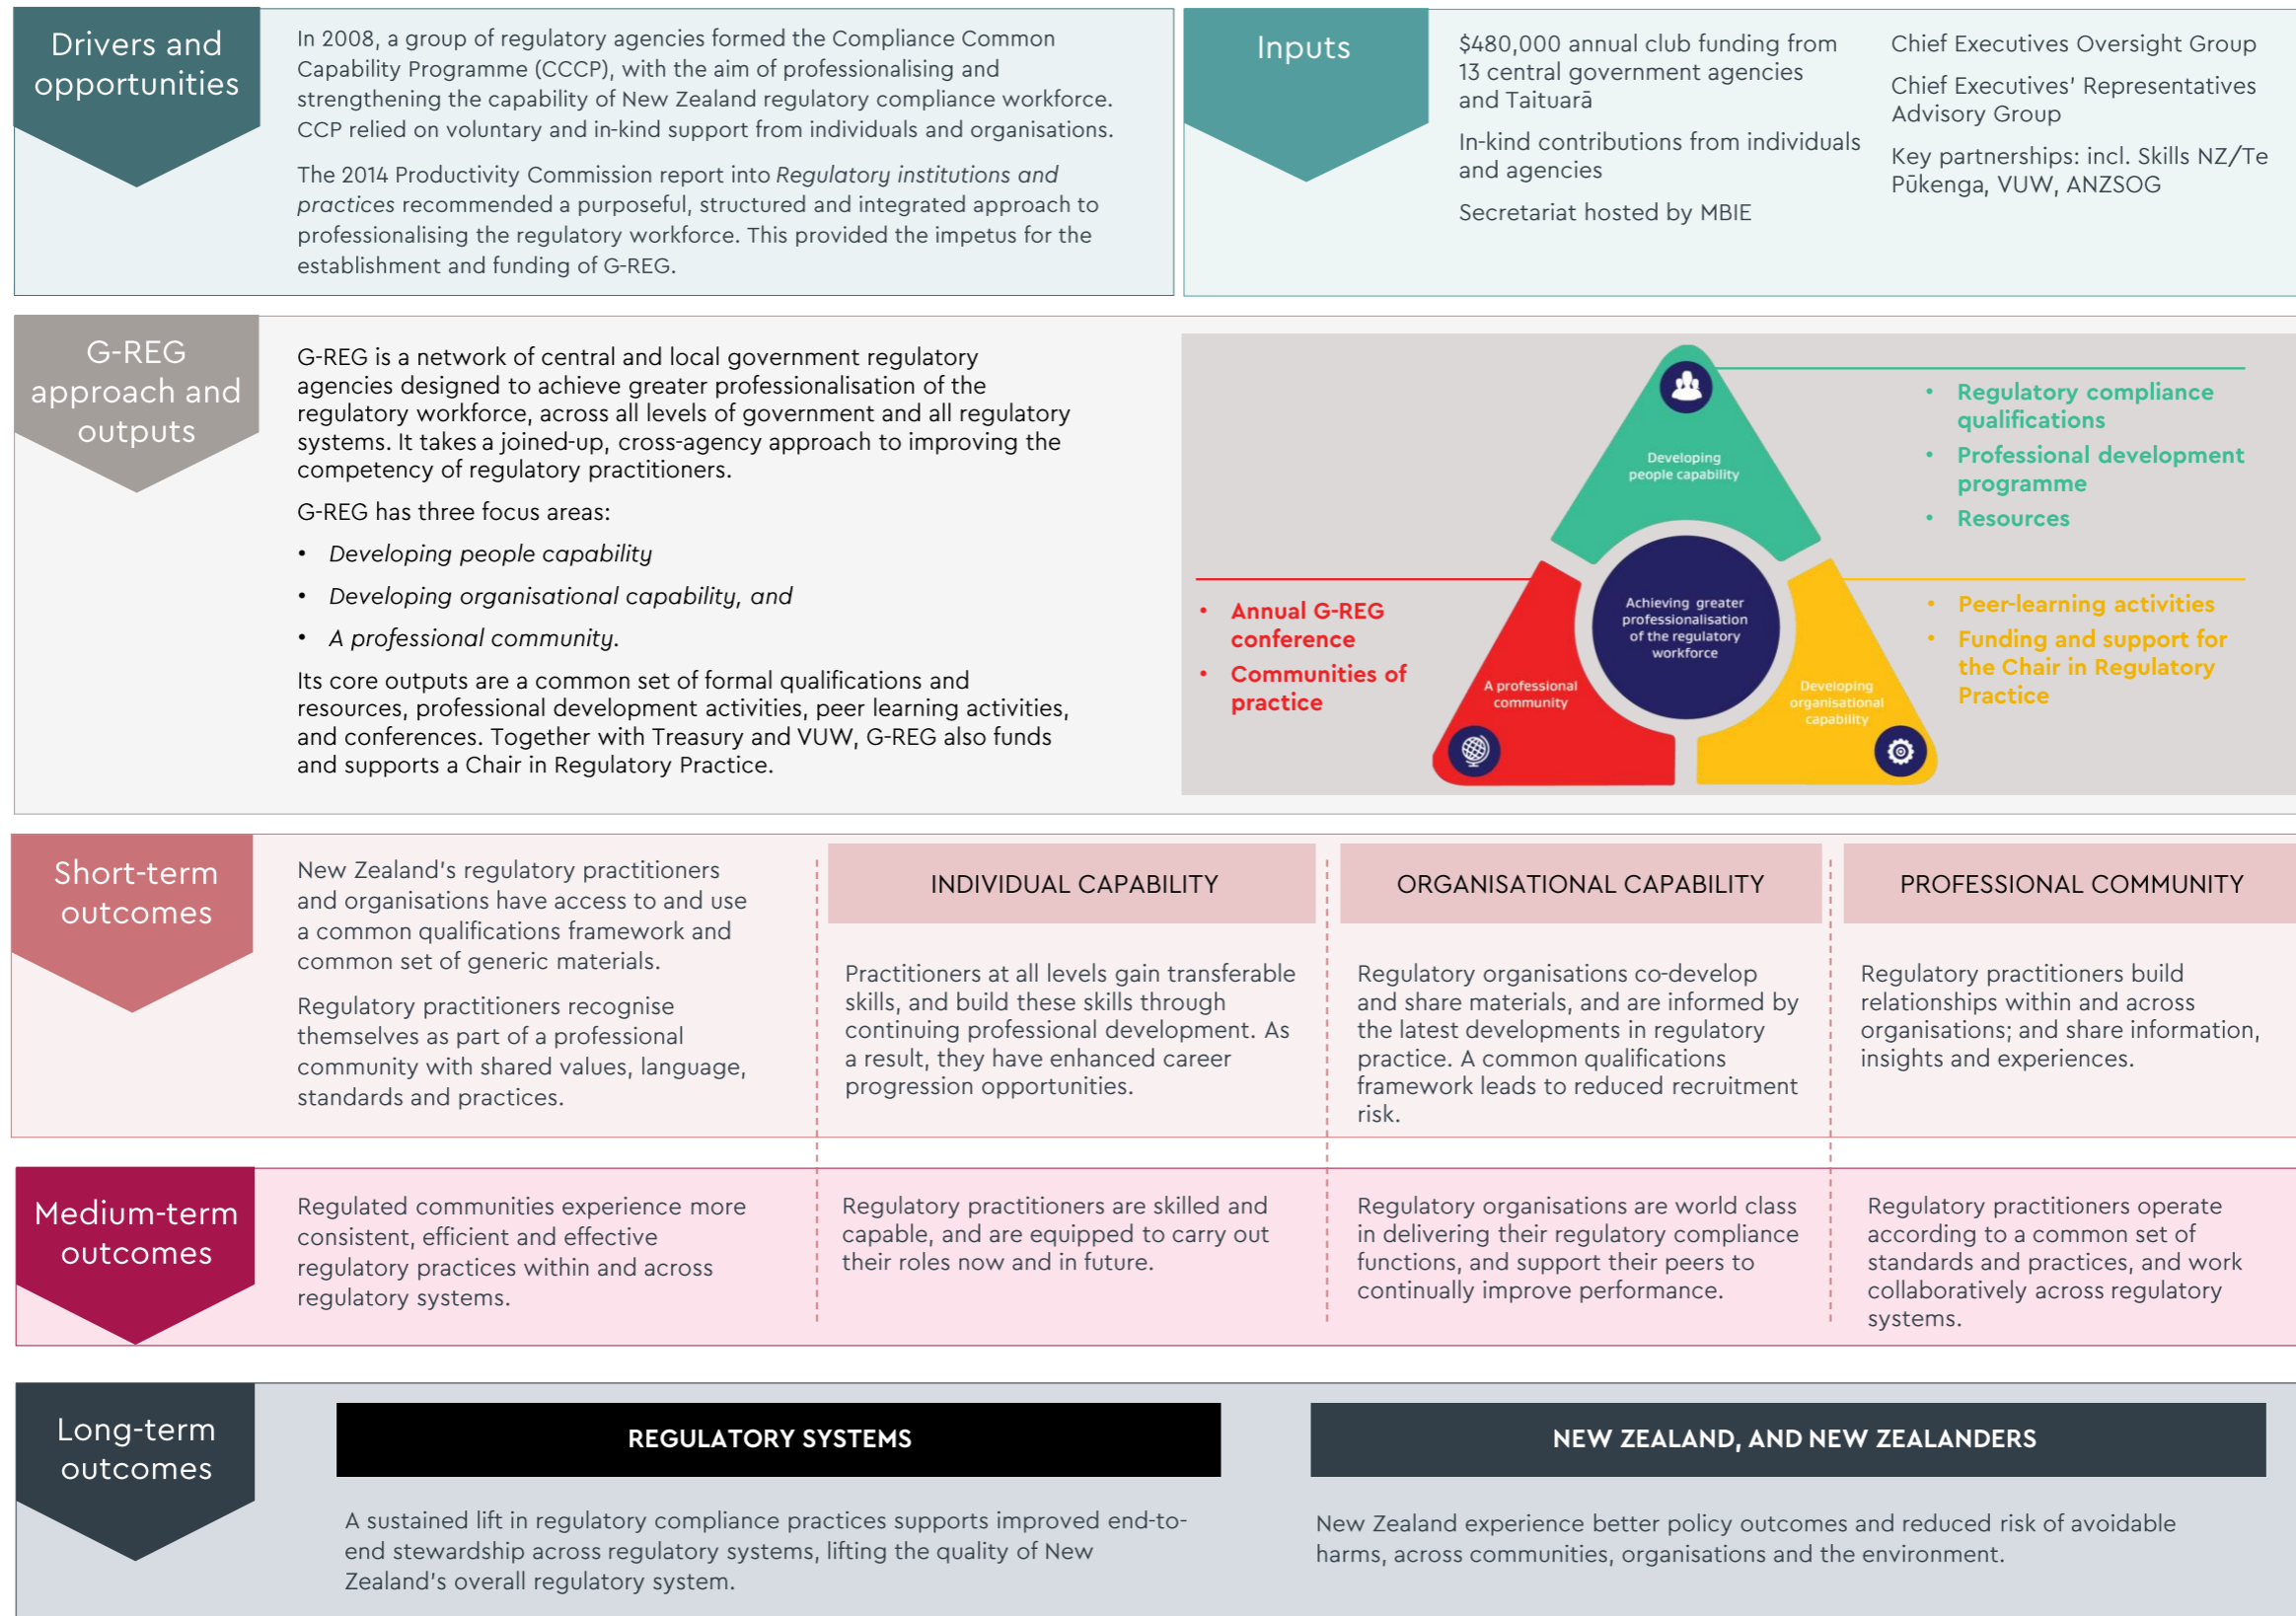 Drivers and
opportunities
In 2008, a group of regulatory agencies formed the Compliance Common
Capability Programme (CCCP), with the aim of professionalising and
strengthening the capability of New Zealand regulatory compliance workforce.
CCP relied on voluntary and in-kind support from individuals and organisations.
The 2014 Productivity Commission report into Regulatory institutions and
practices recommended a purposeful, structured and integrated approach to
professionalising the regulatory workforce. This provided the impetus for the
establishment and funding of G-REG.
Inputs
$480,000 annual club funding from
13 central government agencies
and Taituarā
In-kind contributions from individuals
and agencies
Secretariat hosted by MBIE
Chief Executives Oversight Group
Chief Executives' Representatives
Advisory Group
Key partnerships: incl. Skills NZ/Te
Pūkenga, VUW, ANZSOG
G-REG
approach and
outputs
G-REG is a network of central and local government regulatory
agencies designed to achieve greater professionalisation of the
regulatory workforce, across all levels of government and all regulatory
systems. It takes a joined-up, cross-agency approach to improving the
competency of regulatory practitioners.
G-REG has three focus areas:
• Developing people capability
• Developing organisational capability, and
• A professional community.
Its core outputs are a common set of formal qualifications and
resources, professional development activities, peer learning activities,
and conferences. Together with Treasury and VUW, G-REG also funds
and supports a Chair in Regulatory Practice.
Developing
people capability
• Regulatory compliance
qualifications
• Professional development
programme
• Resources
• Annual G-REG
conference
• Communities of
practice
Achieving greater
professionalisation
of the regulatory
workforce
A professional
community
Developing
organisational
capability
• Peer-learning activities
• Funding and support for
the Chair in Regulatory
Practice
Short-term
outcomes
New Zealand's regulatory practitioners
and organisations have access to and use
a common qualifications framework and
common set of generic materials.
Regulatory practitioners recognise
themselves as part of a professional
community with shared values, language,
standards and practices.
INDIVIDUAL CAPABILITY
Practitioners at all levels gain transferable
skills, and build these skills through
continuing professional development. As
a result, they have enhanced career
progression opportunities.
ORGANISATIONAL CAPABILITY
Regulatory organisations co-develop
and share materials, and are informed by
the latest developments in regulatory
practice. A common qualifications
framework leads to reduced recruitment
risk.
PROFESSIONAL COMMUNITY
Regulatory practitioners build
relationships within and across
organisations; and share information,
insights and experiences.
Medium-term
outcomes
Regulated communities experience more
consistent, efficient and effective
regulatory practices within and across
regulatory systems.
Regulatory practitioners are skilled and
capable, and are equipped to carry out
their roles now and in future.
Regulatory organisations are world class
in delivering their regulatory compliance
functions, and support their peers to
continually improve performance.
Regulatory practitioners operate
according to a common set of
standards and practices, and work
collaboratively across regulatory
systems.
Long-term
outcomes
REGULATORY SYSTEMS
A sustained lift in regulatory compliance practices supports improved end-to-
end stewardship across regulatory systems, lifting the quality of New
Zealand's overall regulatory system.
NEW ZEALAND, AND NEW ZEALANDERS
New Zealand experience better policy outcomes and reduced risk of avoidable
harms, across communities, organisations and the environment.